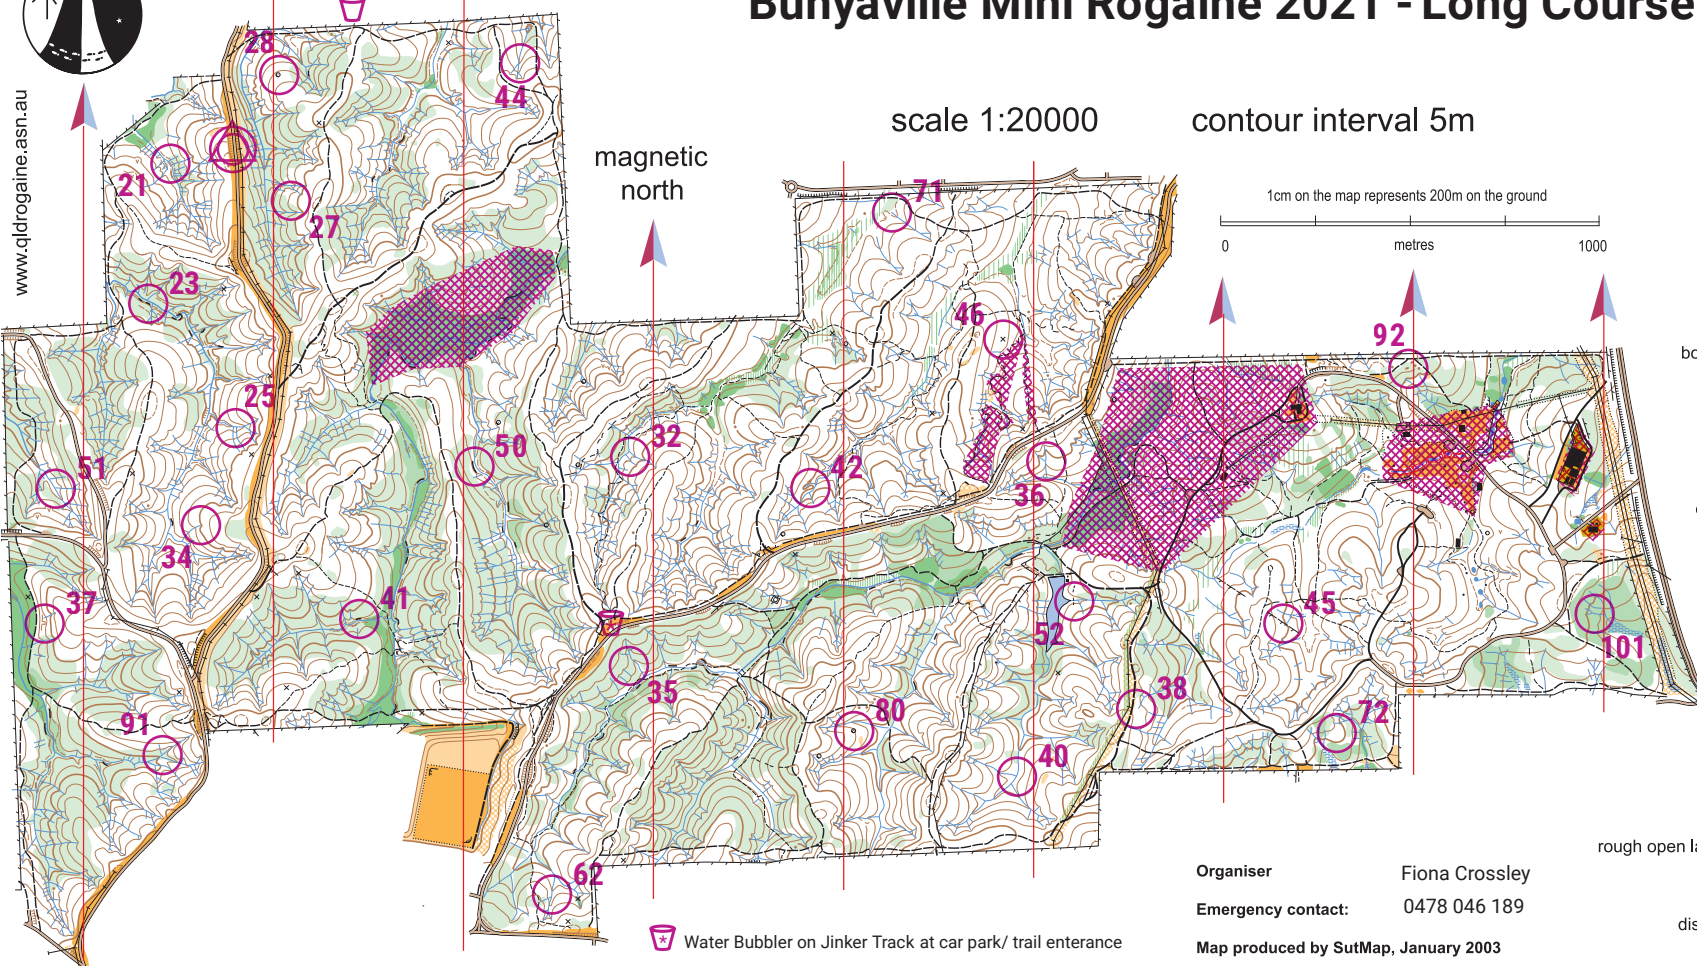 Bunyaville Mini Rogaine 2021 - Long Course
www.qldrogaine.asn.au
scale 1:20000
contour interval 5m
magnetic
north
1cm on the map represents 200m on the ground
0
metres
1000
28
44
21
27
23
71
46
92
25
51
50
32
42
36
34
37
41
52
45
101
35
38
91
80
72
40
62
Water Bubbler on Jinker Track at car park/ trail enterance
Organiser
Fiona Crossley
Emergency contact:
0478 046 189
Map produced by SutMap, January 2003
bo
rough open la
dis